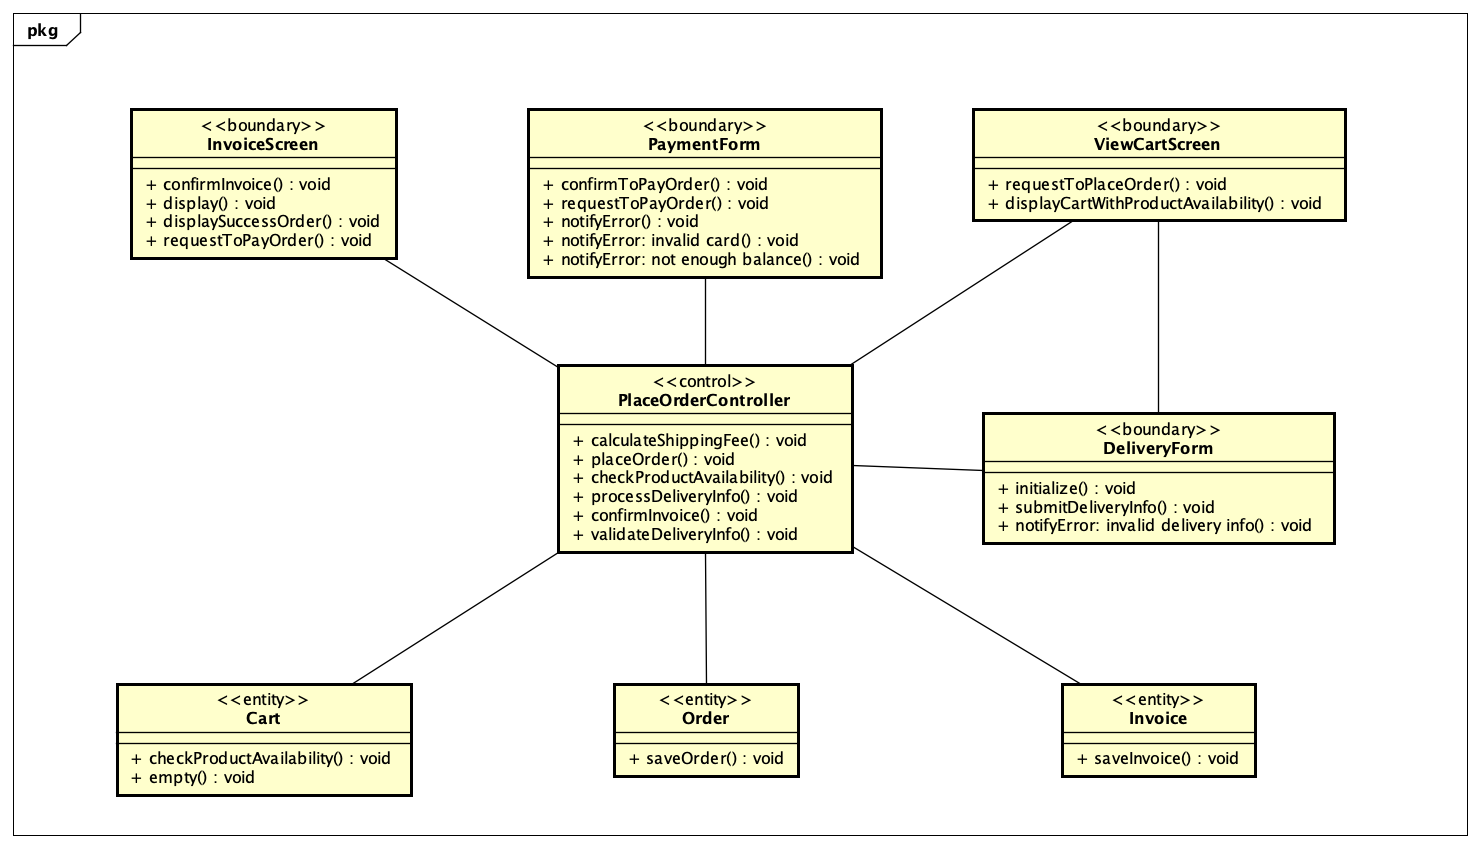 pkg
<<boundary>>
InvoiceScreen
+ confirmInvoice() : void
+ display() : void
+ displaySuccessOrder() : void
+ requestToPayOrder() : void
<<boundary>>
PaymentForm
+ confirmToPayOrder() : void
+ requestToPayOrder() : void
+ notifyError() : void
+ notifyError: invalid card() : void
+ notifyError: not enough balance() : void
<<boundary>>
ViewCartScreen
+ requestToPlaceOrder() : void
+ displayCartWithProductAvailability() : void
<<control>>
PlaceOrderController
+ calculateShippingFee() : void
+ placeOrder() : void
+ checkProductAvailability() : void
+ processDeliveryInfo() : void
+ confirmInvoice() : void
+ validateDeliveryInfo() : void
<<boundary>>
DeliveryForm
+ initialize() : void
+ submitDeliveryInfo() : void
+ notifyError: invalid delivery info() : void
<<entity>>
Cart
+ checkProductAvailability() : void
+ empty() : void
<<entity>>
Order
+ saveOrder() : void
<<entity>>
Invoice
+ saveInvoice() : void